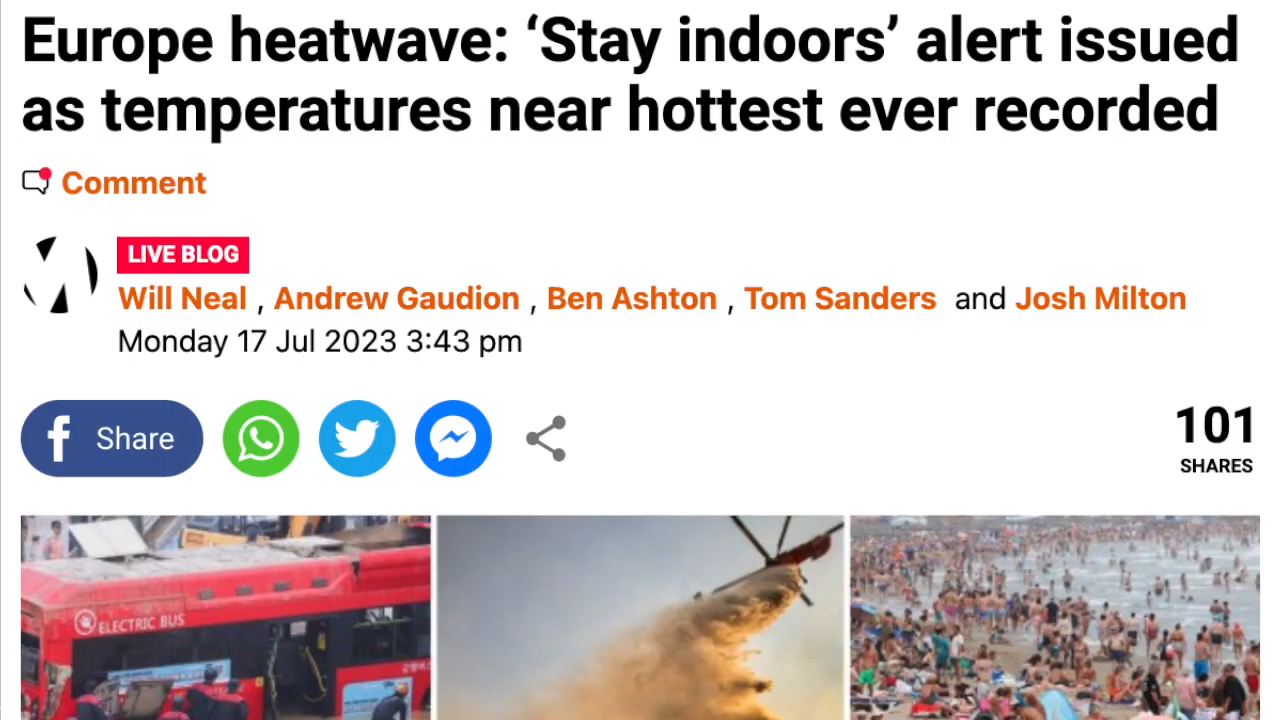 Europe heatwave: ‘Stay indoors’ alert issued
as temperatures near hottest ever recorded
Comment
LIVE BLOG
Will Neal , Andrew Gaudion , Ben Ashton , Tom Sanders and Josh Milton
Monday 17 Jul 2023 3:43 pm
Share
101
SHARES
ELECTRIC BUS